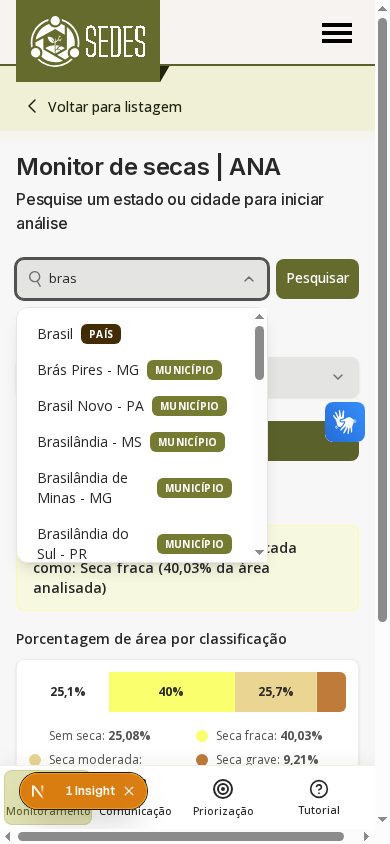 SEDES
Voltar para listagem
Monitor de secas | ANA
Pesquise um estado ou cidade para iniciar
análise
bras
Pesquisar
Brasil PAÍS
Brás Pires - MG MUNICÍPIO
Brasil Novo - PA MUNICÍPIO
Brasilândia - MS MUNICÍPIO
Brasilândia de
Minas - MG MUNICÍPIO
Brasilândia do
Sul - PR MUNICÍPIO
como: Seca fraca (40,03% da área
analisada)
Porcentagem de área por classificação
25,1% 40% 25,7%
Sem seca: 25,08% Seca fraca: 40,03%
Seca moderada: Seca grave: 9,21%
1 Insight
Monitoramento Comunicação Priorização Tutorial